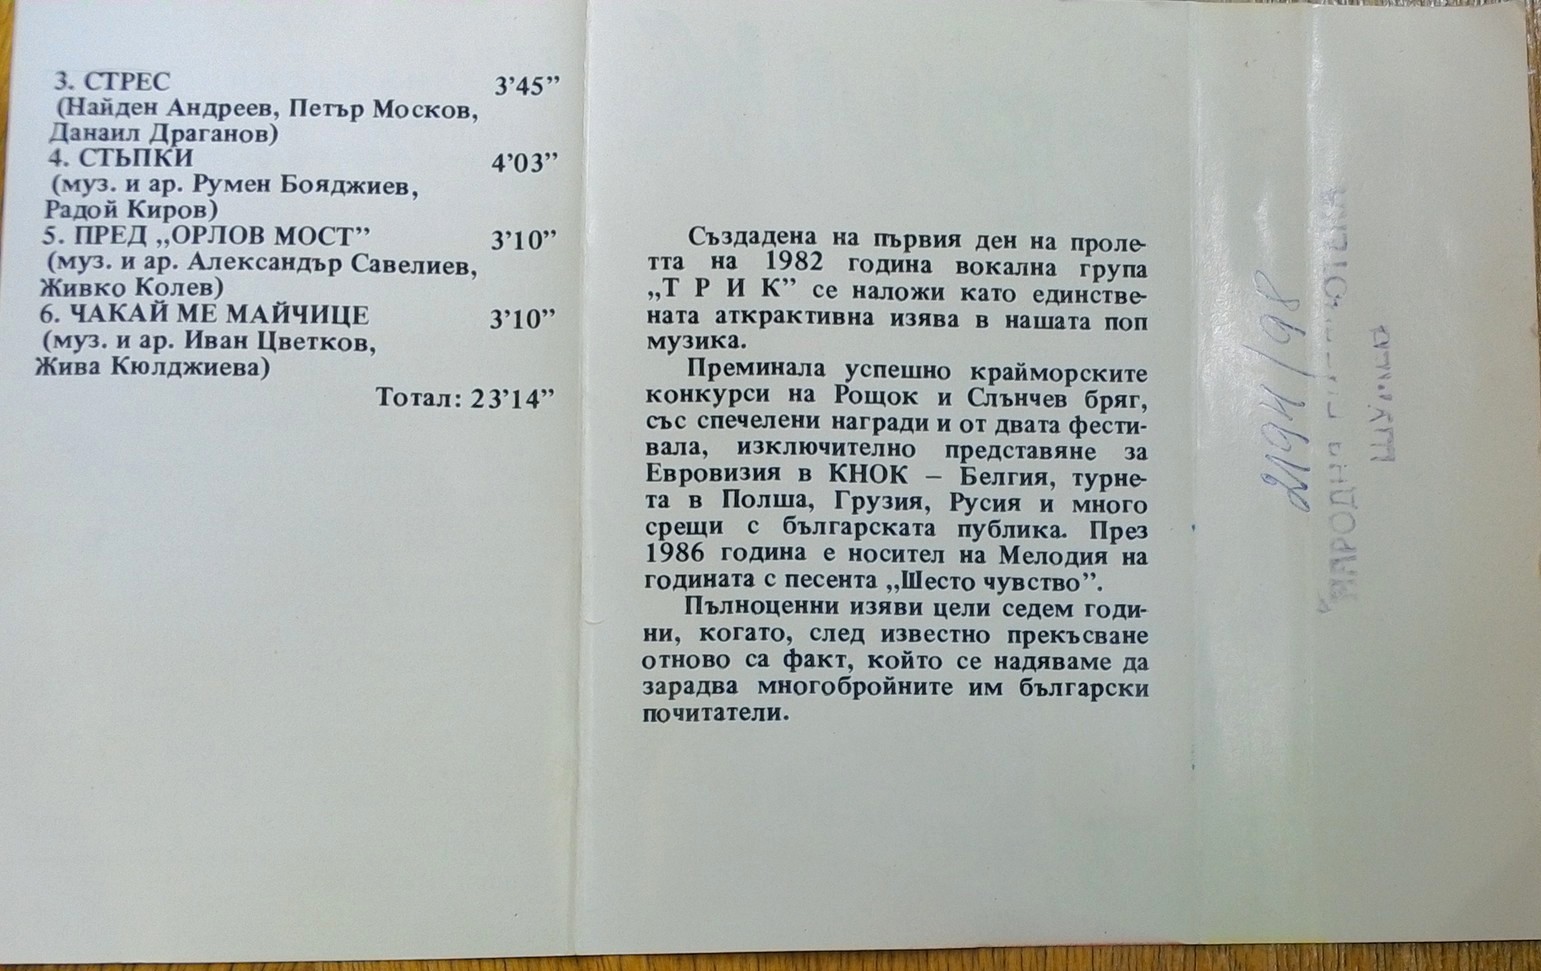 3. СТРЕС 3’45”
(Найден Андреев, Петър Москов,
Данаил Драганов)
4. СТЪПКИ 4’03”
(муз. и ар. Румен Бояджиев,
Радой Киров)
5. ПРЕД „ОРЛОВ МОСТ” 3’10”
(муз. и ар. Александър Савелиев,
Живко Колев)
6. ЧАКАЙ МЕ МАЙЧИЦЕ 3’10”
(муз. и ар. Иван Цветков,
Жива Кюлджиева)
Тотал: 23’14”
Създадена на първия ден на проле-
тта на 1982 година вокална група
„Т Р И К” се наложи като единстве-
ната аткрактивна изява в нашата поп
музика.
Преминала успешно крайморските
конкурси на Рощок и Слънчев бряг,
със спечелени награди и от двата фести-
вала, изключително представяне за
Евровизия в КНОК – Белгия, турне-
та в Полша, Грузия, Русия и много
срещи с българската публика. През
1986 година е носител на Мелодия на
годината с песента „Шесто чувство”.
Пълноценни изяви цели седем годи-
ни, когато, след известно прекъсване
отново са факт, който се надяваме да
зарадва многобройните им български
почитатели.
2194/98
НАРОДНА